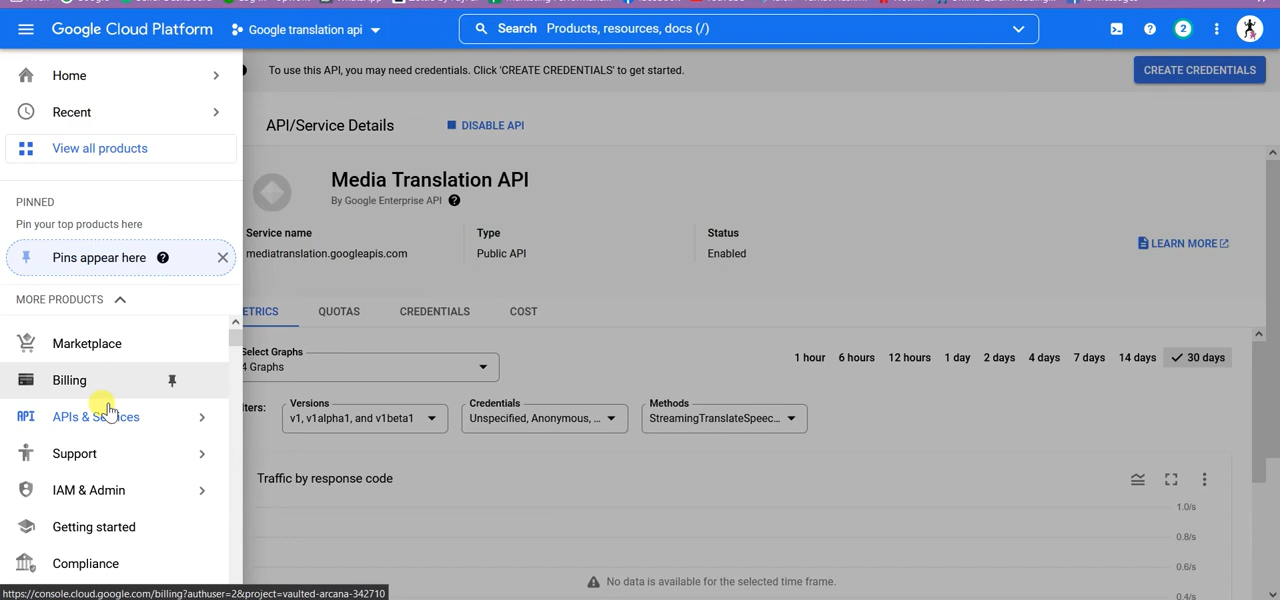 Google Cloud Platform
Google translation api
Search Products, resources, docs (/)
2
Home
Recent
View all products
PINNED
Pin your top products here
Pins appear here
MORE PRODUCTS
Marketplace
Billing
API APIs & Services
Support
IAM & Admin
Getting started
Compliance
https://console.cloud.google.com/billing?authuser=2&project=vaulted-arcana-342710
To use this API, you may need credentials. Click 'CREATE CREDENTIALS' to get started.
CREATE CREDENTIALS
API/Service Details
DISABLE API
Media Translation API
By Google Enterprise API
Service name
mediatranslation.googleapis.com
Type
Public API
Status
Enabled
LEARN MORE
ETRICS
QUOTAS
CREDENTIALS
COST
Select Graphs
4 Graphs
1 hour 6 hours 12 hours 1 day 2 days 4 days 7 days 14 days 30 days
lters:
Versions
v1, v1alpha1, and v1beta1
Credentials
Unspecified, Anonymous, ...
Methods
StreamingTranslateSpeec...
Traffic by response code
1.0/s
0.8/s
0.6/s
0.4/s
No data is available for the selected time frame.